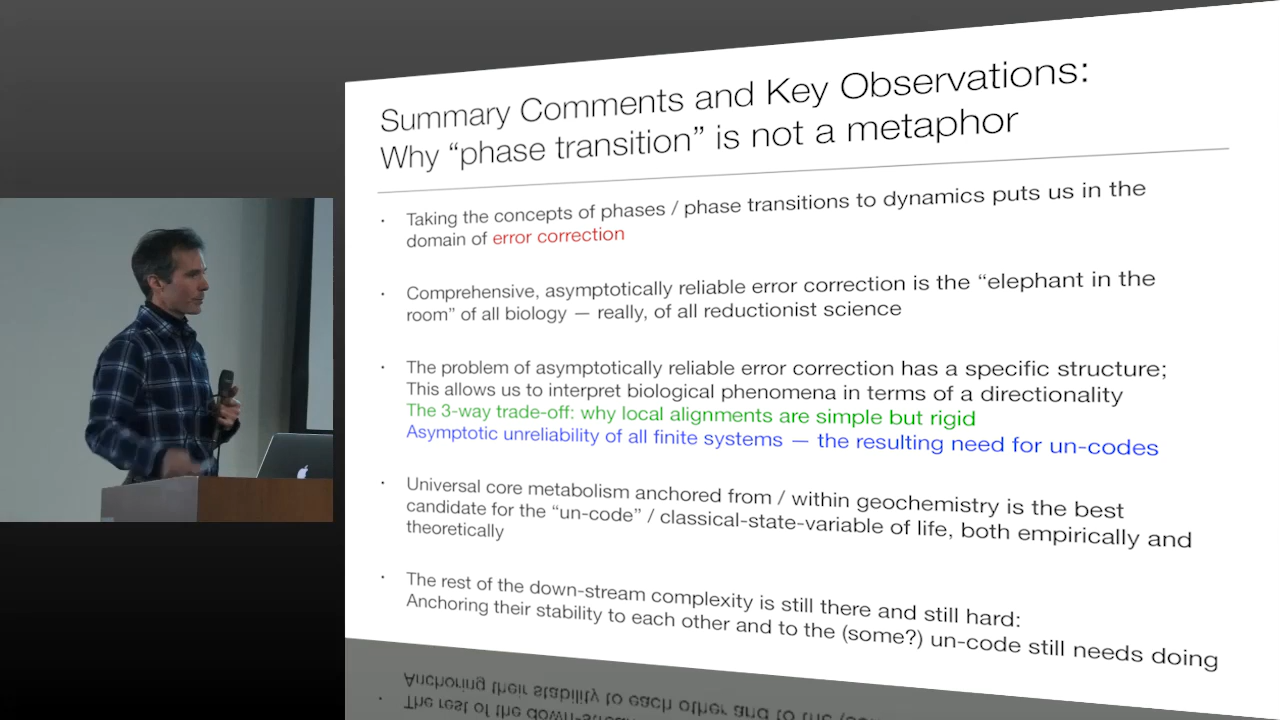 Summary Comments and Key Observations:
Why “phase transition” is not a metaphor
· Taking the concepts of phases / phase transitions to dynamics puts us in the
domain of error correction
· Comprehensive, asymptotically reliable error correction is the “elephant in the
room” of all biology — really, of all reductionist science
· The problem of asymptotically reliable error correction has a specific structure;
This allows us to interpret biological phenomena in terms of a directionality
The 3-way trade-off: why local alignments are simple but rigid
Asymptotic unreliability of all finite systems — the resulting need for un-codes
· Universal core metabolism anchored from / within geochemistry is the best
candidate for the “un-code” / classical-state-variable of life, both empirically and
theoretically
· The rest of the down-stream complexity is still there and still hard:
Anchoring their stability to each other and to the (some?) un-code still needs doing